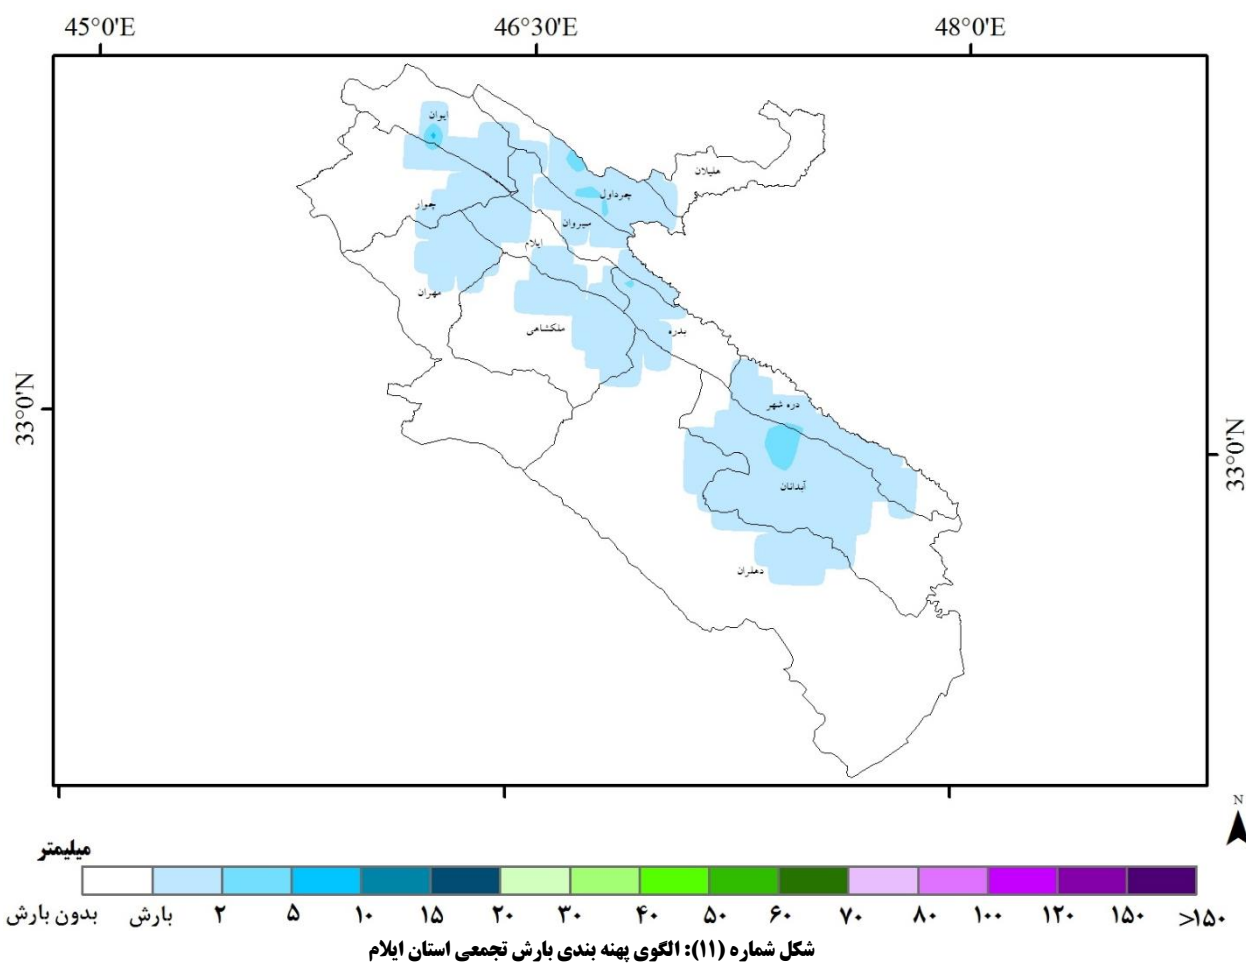 45°0'E 46°30'E 48°0'E
ایوان
هلیلان
چرداول
چوار
سیروان
ایلام
مهران
ملکشاهی
بدره
33°0'N
دره شهر
33°0'N
آبدانان
دهلران
N
میلیمتر
بدون بارش بارش ۲ ۵ ۱۰ ۱۵ ۲۰ ۳۰ ۴۰ ۵۰ ۶۰ ۷۰ ۸۰ ۱۰۰ ۱۲۰ ۱۵۰ >۱۵۰
شکل شماره (۱۱): الگوی پهنه بندی بارش تجمعی استان ایلام